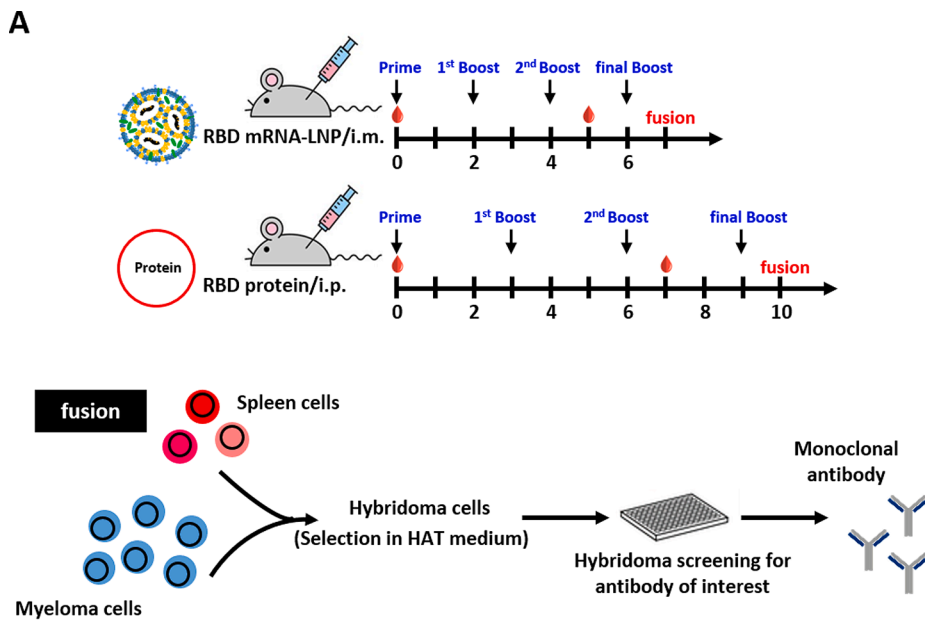 A
Prime 1st Boost 2nd Boost final Boost
RBD mRNA-LNP/i.m.
fusion
0 2 4 6
Prime 1st Boost 2nd Boost final Boost
Protein
RBD protein/i.p.
fusion
0 2 4 6 8 10
fusion
Spleen cells
Myeloma cells
Hybridoma cells
(Selection in HAT medium)
Hybridoma screening for
antibody of interest
Monoclonal
antibody